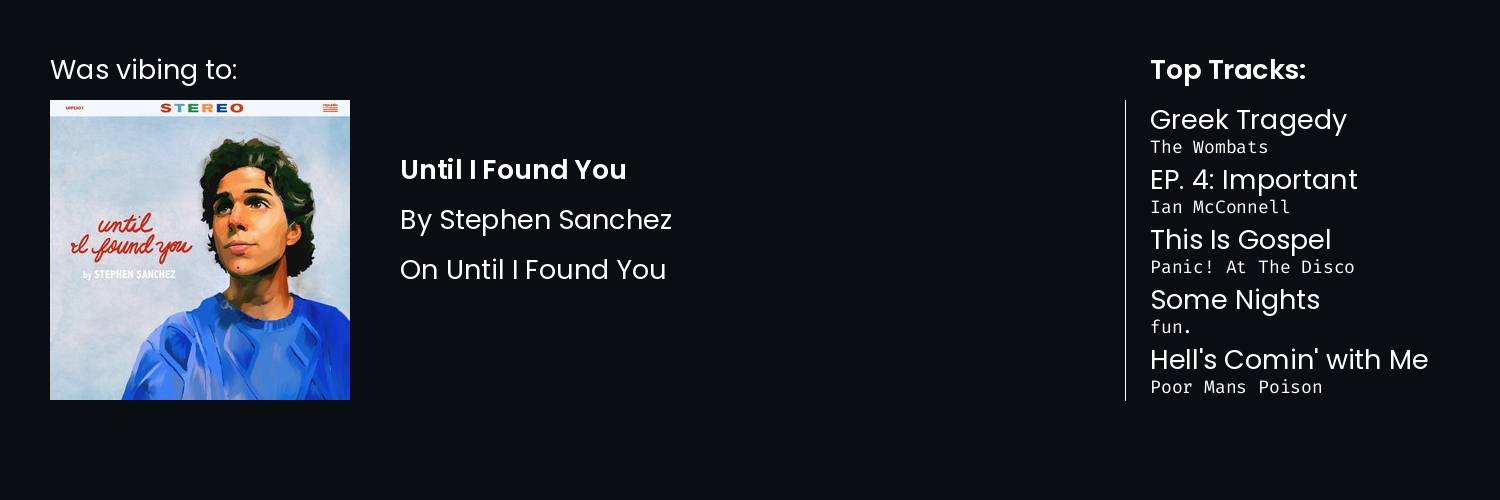 Was vibing to:
STEREO
until
I found you
by STEPHEN SANCHEZ
Until I Found You
By Stephen Sanchez
On Until I Found You
Top Tracks:
Greek Tragedy
The Wombats
EP. 4: Important
Ian McConnell
This Is Gospel
Panic! At The Disco
Some Nights
fun.
Hell's Comin' with Me
Poor Mans Poison